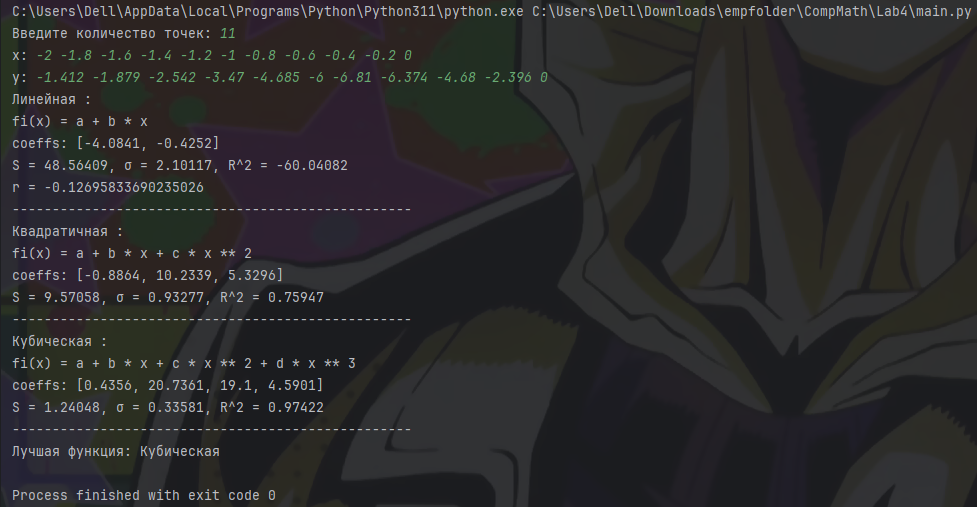 C:\Users\Dell\AppData\Local\Programs\Python\Python311\python.exe C:\Users\Dell\Downloads\empfolder\CompMath\Lab4\main.py
Введите количество точек: 11
x: -2 -1.8 -1.6 -1.4 -1.2 -1 -0.8 -0.6 -0.4 -0.2 0
y: -1.412 -1.879 -2.542 -3.47 -4.685 -6 -6.81 -6.374 -4.68 -2.396 0
Линейная :
fi(x) = a + b * x
coeffs: [-4.0841, -0.4252]
S = 48.56409, σ = 2.10117, R^2 = -60.04082
r = -0.12695833690235026
--------------------------------------------------
Квадратичная :
fi(x) = a + b * x + c * x ** 2
coeffs: [-0.8864, 10.2339, 5.3296]
S = 9.57058, σ = 0.93277, R^2 = 0.75947
--------------------------------------------------
Кубическая :
fi(x) = a + b * x + c * x ** 2 + d * x ** 3
coeffs: [0.4356, 20.7361, 19.1, 4.5901]
S = 1.24048, σ = 0.33581, R^2 = 0.97422
--------------------------------------------------
Лучшая функция: Кубическая
Process finished with exit code 0